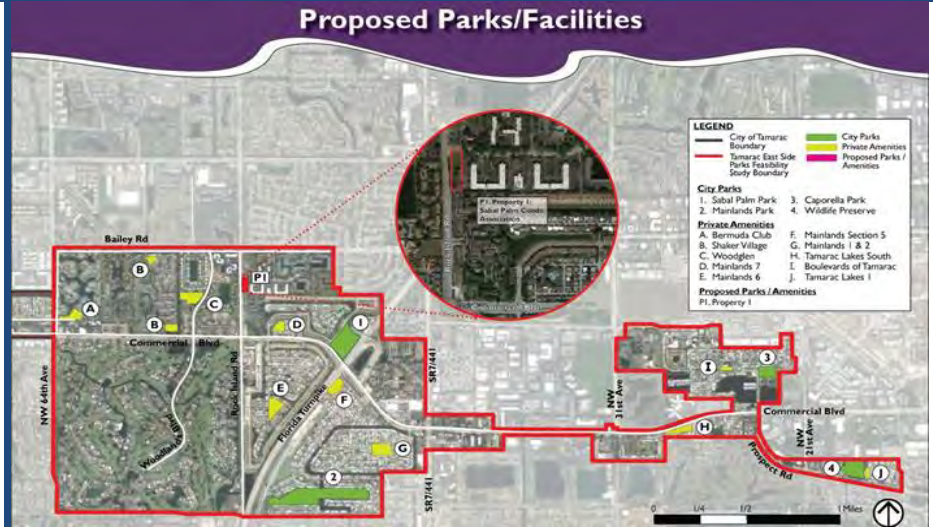 Proposed Parks/Facilities
LEGEND
City of Tamarac
Boundary
Tamarac East Side
Parks Feasibility
Study Boundary
City Parks
Private Amenities
Proposed Parks /
Amenities
City Parks
1. Sabal Palm Park
2. Mainlands Park
3. Caporella Park
4. Wildlife Preserve
Private Amenities
A. Bermuda Club
B. Shaker Village
C. Woodglen
D. Mainlands 7
E. Mainlands 6
F. Mainlands Section 5
G. Mainlands 1 & 2
H. Tamarac Lakes South
I. Boulevards of Tamarac
J. Tamarac Lakes 1
Proposed Parks / Amenities
P1. Property 1
P1. Property 1:
Sabal Palm Condo
Association
Rock Island Rd
Bailey Rd
B
P1
A
C
B
D
1
Commercial Blvd
NW 64th Ave
Rock Island Rd
SR7/441
NW
31st Ave
I
3
E
F
Florida Turnpike
Woodlands Blvd
H
Commercial Blvd
G
NW
21st Ave
Prospect Rd
4
J
2
SR7/441
0 1/4 1/2 1 Miles